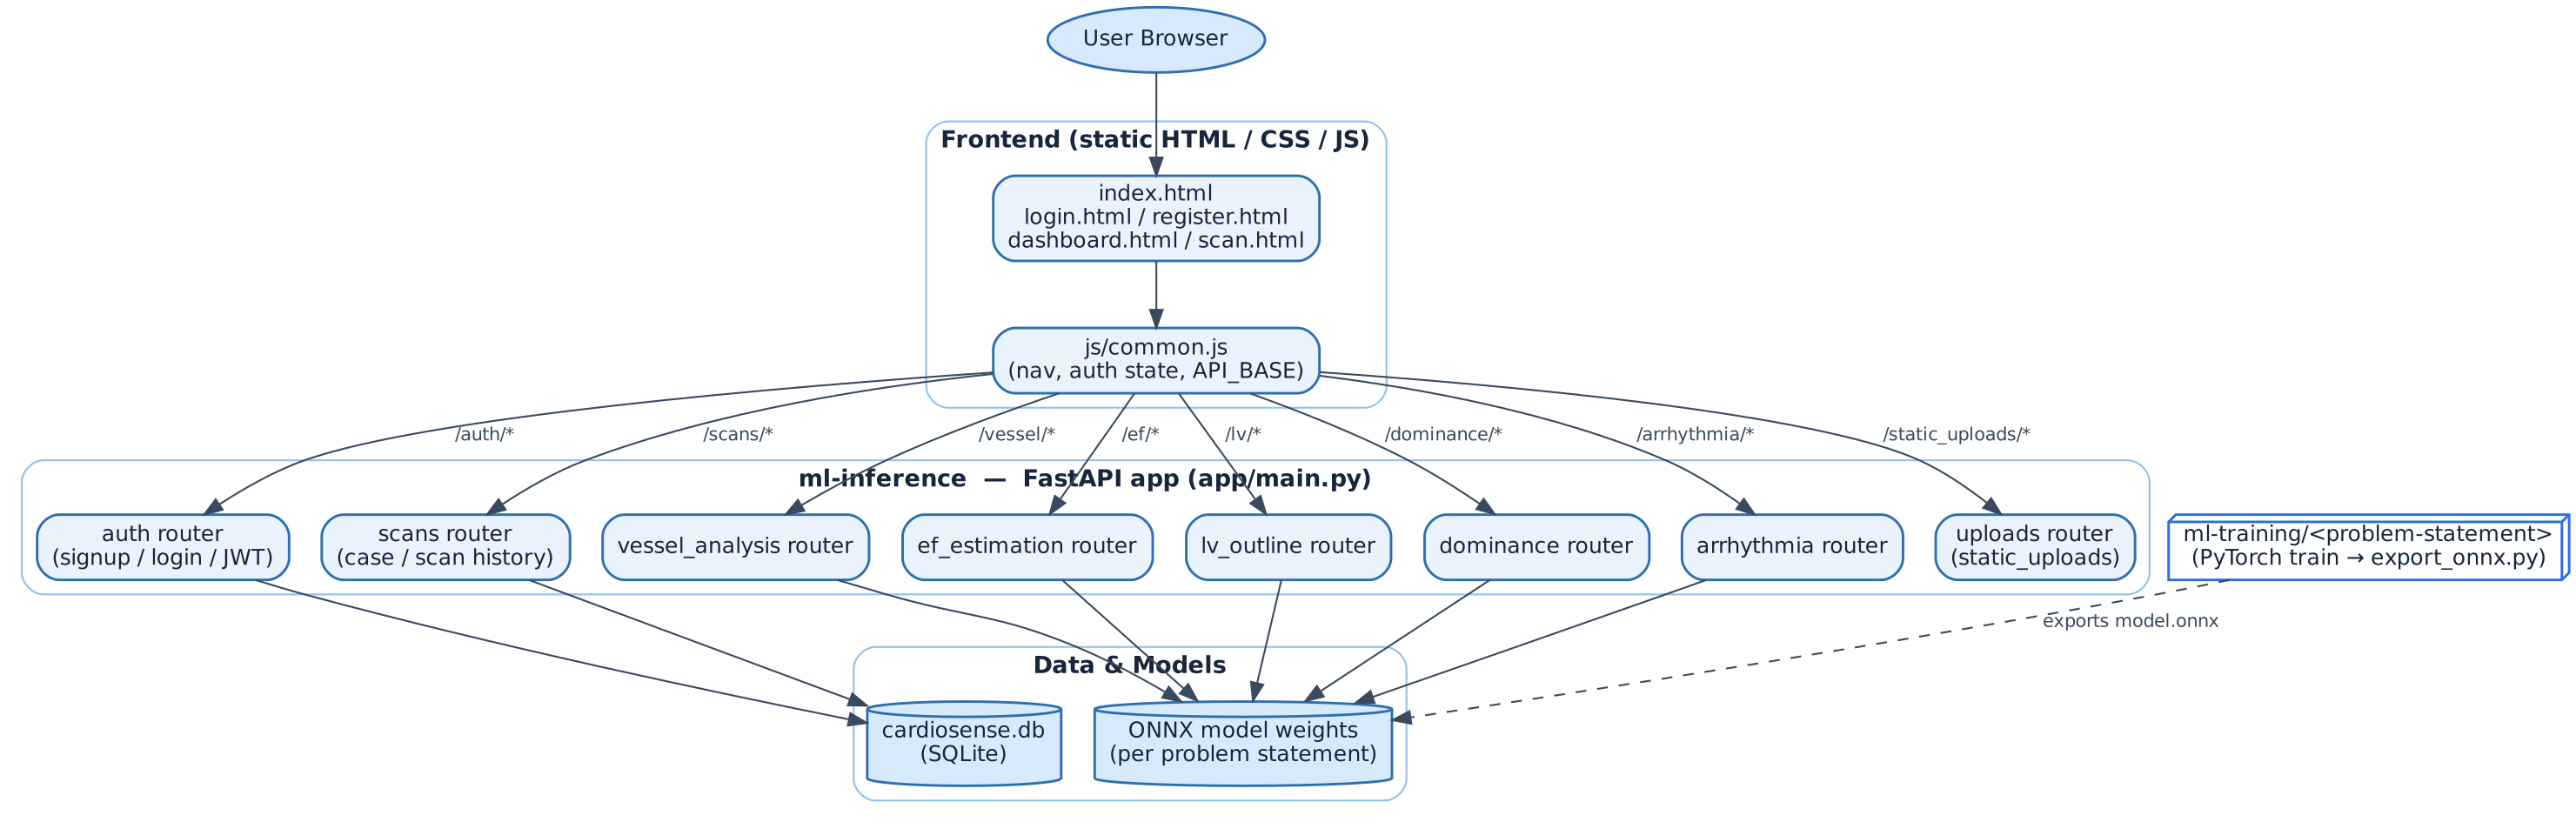 User Browser
Frontend (static HTML / CSS / JS)
index.html
login.html / register.html
dashboard.html / scan.html
js/common.js
(nav, auth state, API_BASE)
/auth/*
/scans/*
/vessel/*
/ef/*
/lv/*
/dominance/*
/arrhythmia/*
/static_uploads/*
ml-inference — FastAPI app (app/main.py)
auth router
(signup / login / JWT)
scans router
(case / scan history)
vessel_analysis router
ef_estimation router
lv_outline router
dominance router
arrhythmia router
uploads router
(static_uploads)
ml-training/<problem-statement>
(PyTorch train → export_onnx.py)
exports model.onnx
Data & Models
cardiosense.db
(SQLite)
ONNX model weights
(per problem statement)